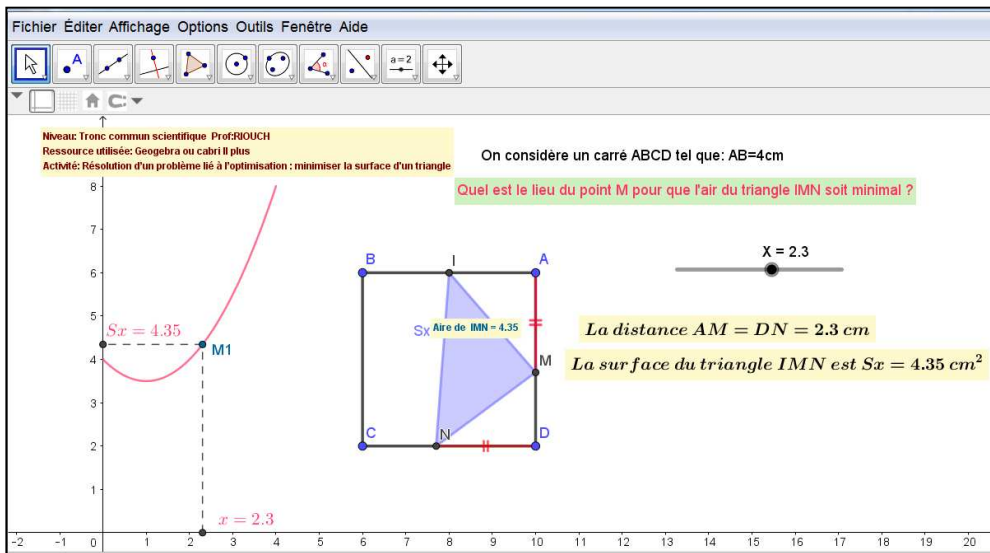 Fichier Éditer Affichage Options Outils Fenêtre Aide
A
a = 2
Niveau: Tronc commun scientifique Prof:RIOUCH
Ressource utilisée: Geogebra ou cabri II plus
Activité: Résolution d'un problème lié à l'optimisation : minimiser la surface d'un triangle
On considère un carré ABCD tel que: AB=4cm
Quel est le lieu du point M pour que l'air du triangle IMN soit minimal ?
X = 2.3
B I A
Sx Aire de IMN = 4.35
La distance AM = DN = 2.3 cm
La surface du triangle IMN est Sx = 4.35 cm²
M
C N D
Sx = 4.35
M1
x = 2.3
8
7
6
5
4
3
2
1
-2 -1 0 1 2 3 4 5 6 7 8 9 10 11 12 13 14 15 16 17 18 19 20